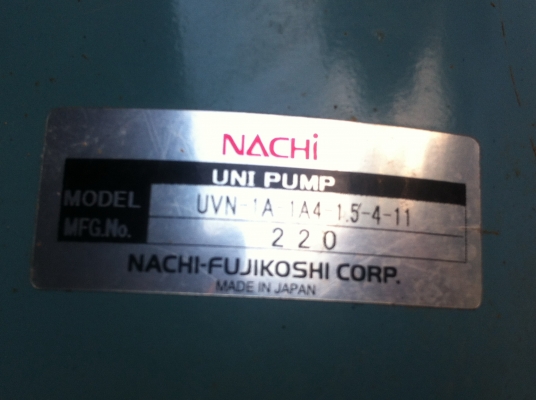 NACHi
UNI PUMP
MODEL UVN-1A-1A4-1.5-4-11
MFG.No. 220
NACHI-FUJIKOSHI CORP.
MADE IN JAPAN